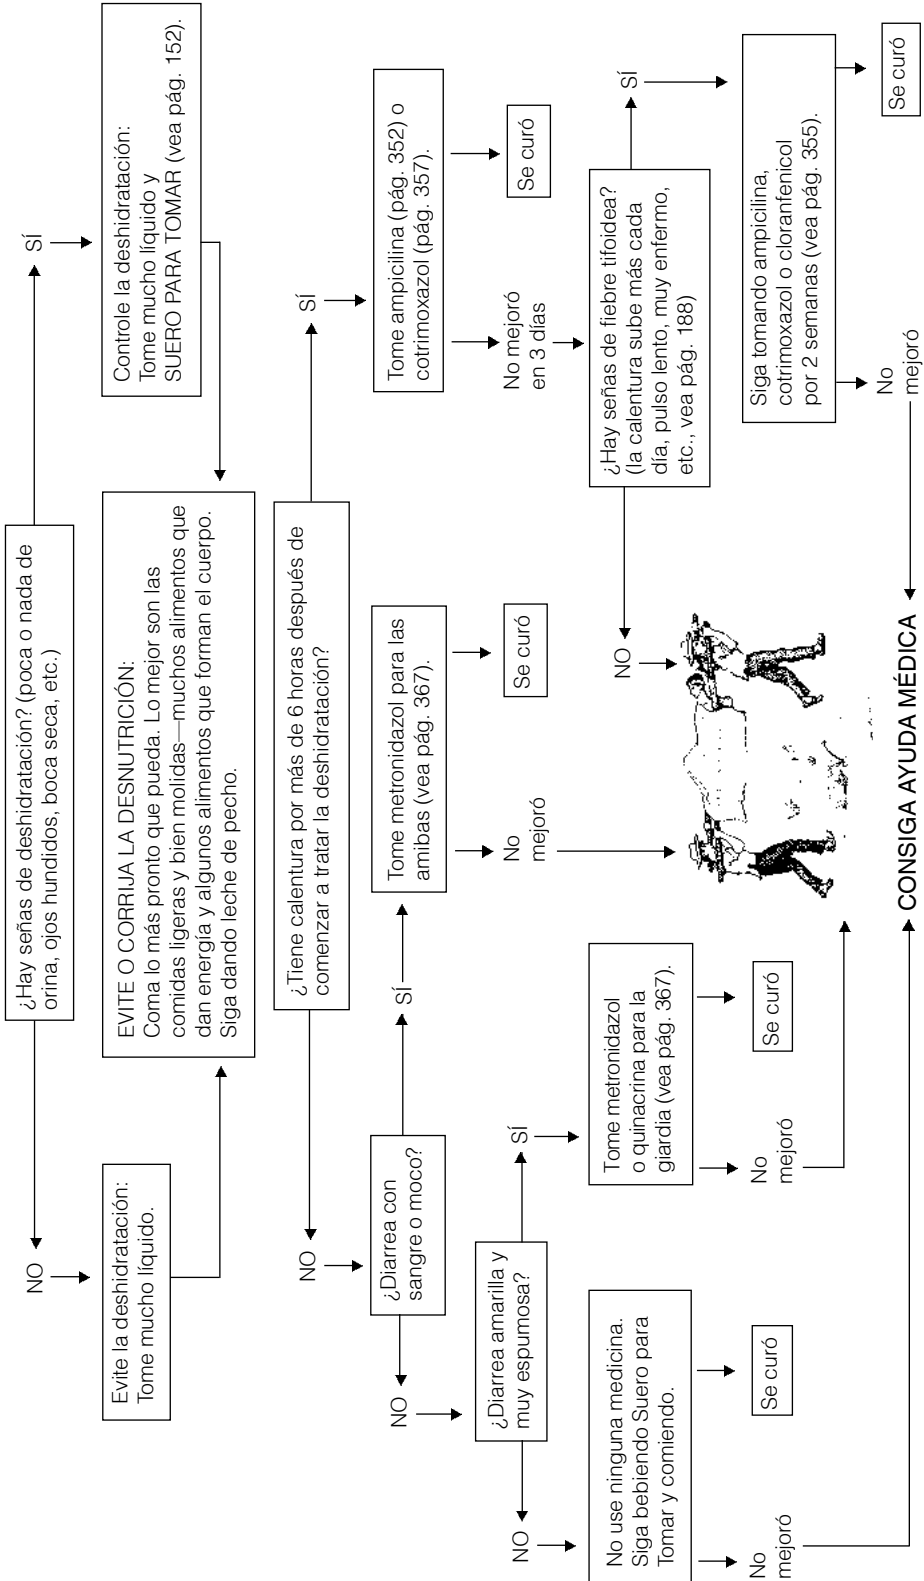 ¿Hay señas de deshidratación? (poca o nada de
orina, ojos hundidos, boca seca, etc.)
NO
SÍ
Evite la deshidratación:
Tome mucho líquido.
Controle la deshidratación:
Tome mucho líquido y
SUERO PARA TOMAR (vea pág. 152).
EVITE O CORRIJA LA DESNUTRICIÓN:
Coma lo más pronto que pueda. Lo mejor son las
comidas ligeras y bien molidas—muchos alimentos que
dan energía y algunos alimentos que forman el cuerpo.
Siga dando leche de pecho.
¿Tiene calentura por más de 6 horas después de
comenzar a tratar la deshidratación?
NO
SÍ
¿Diarrea con
sangre o moco?
SÍ
Tome metronidazol para las
amibas (vea pág. 367).
No
mejoró
Se curó
Tome ampicilina (pág. 352) o
cotrimoxazol (pág. 357).
No mejoró
en 3 días
Se curó
NO
¿Diarrea amarilla y
muy espumosa?
NO
SÍ
No use ninguna medicina.
Siga bebiendo Suero para
Tomar y comiendo.
No
mejoró
Se curó
Tome metronidazol
o quinacrina para la
giardia (vea pág. 367).
No
mejoró
Se curó
¿Hay señas de fiebre tifoidea?
(la calentura sube más cada
día, pulso lento, muy enfermo,
etc., vea pág. 188)
NO
SÍ
Siga tomando ampicilina,
cotrimoxazol o cloranfenicol
por 2 semanas (vea pág. 355).
No
mejoró
Se curó
CONSIGA AYUDA MÉDICA